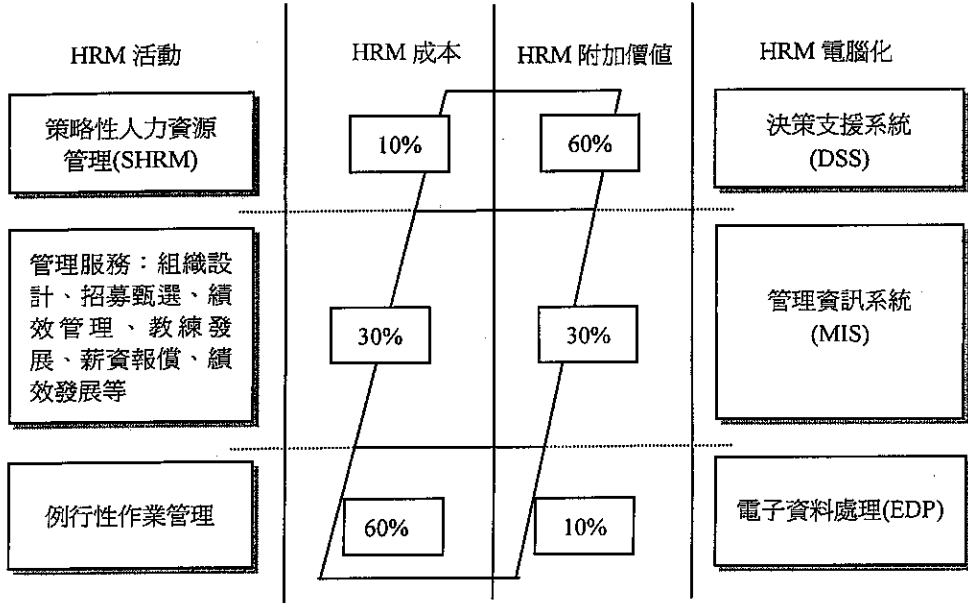 HRM 活動
HRM 成本
HRM 附加價值
HRM 電腦化
策略性人力資源
管理(SHRM)
10%
60%
決策支援系統
(DSS)
管理服務：組織設
計、招募甄選、績
效管理、教練發
展、薪資報償、績
效發展等
30%
30%
管理資訊系統
(MIS)
例行性作業管理
60%
10%
電子資料處理(EDP)